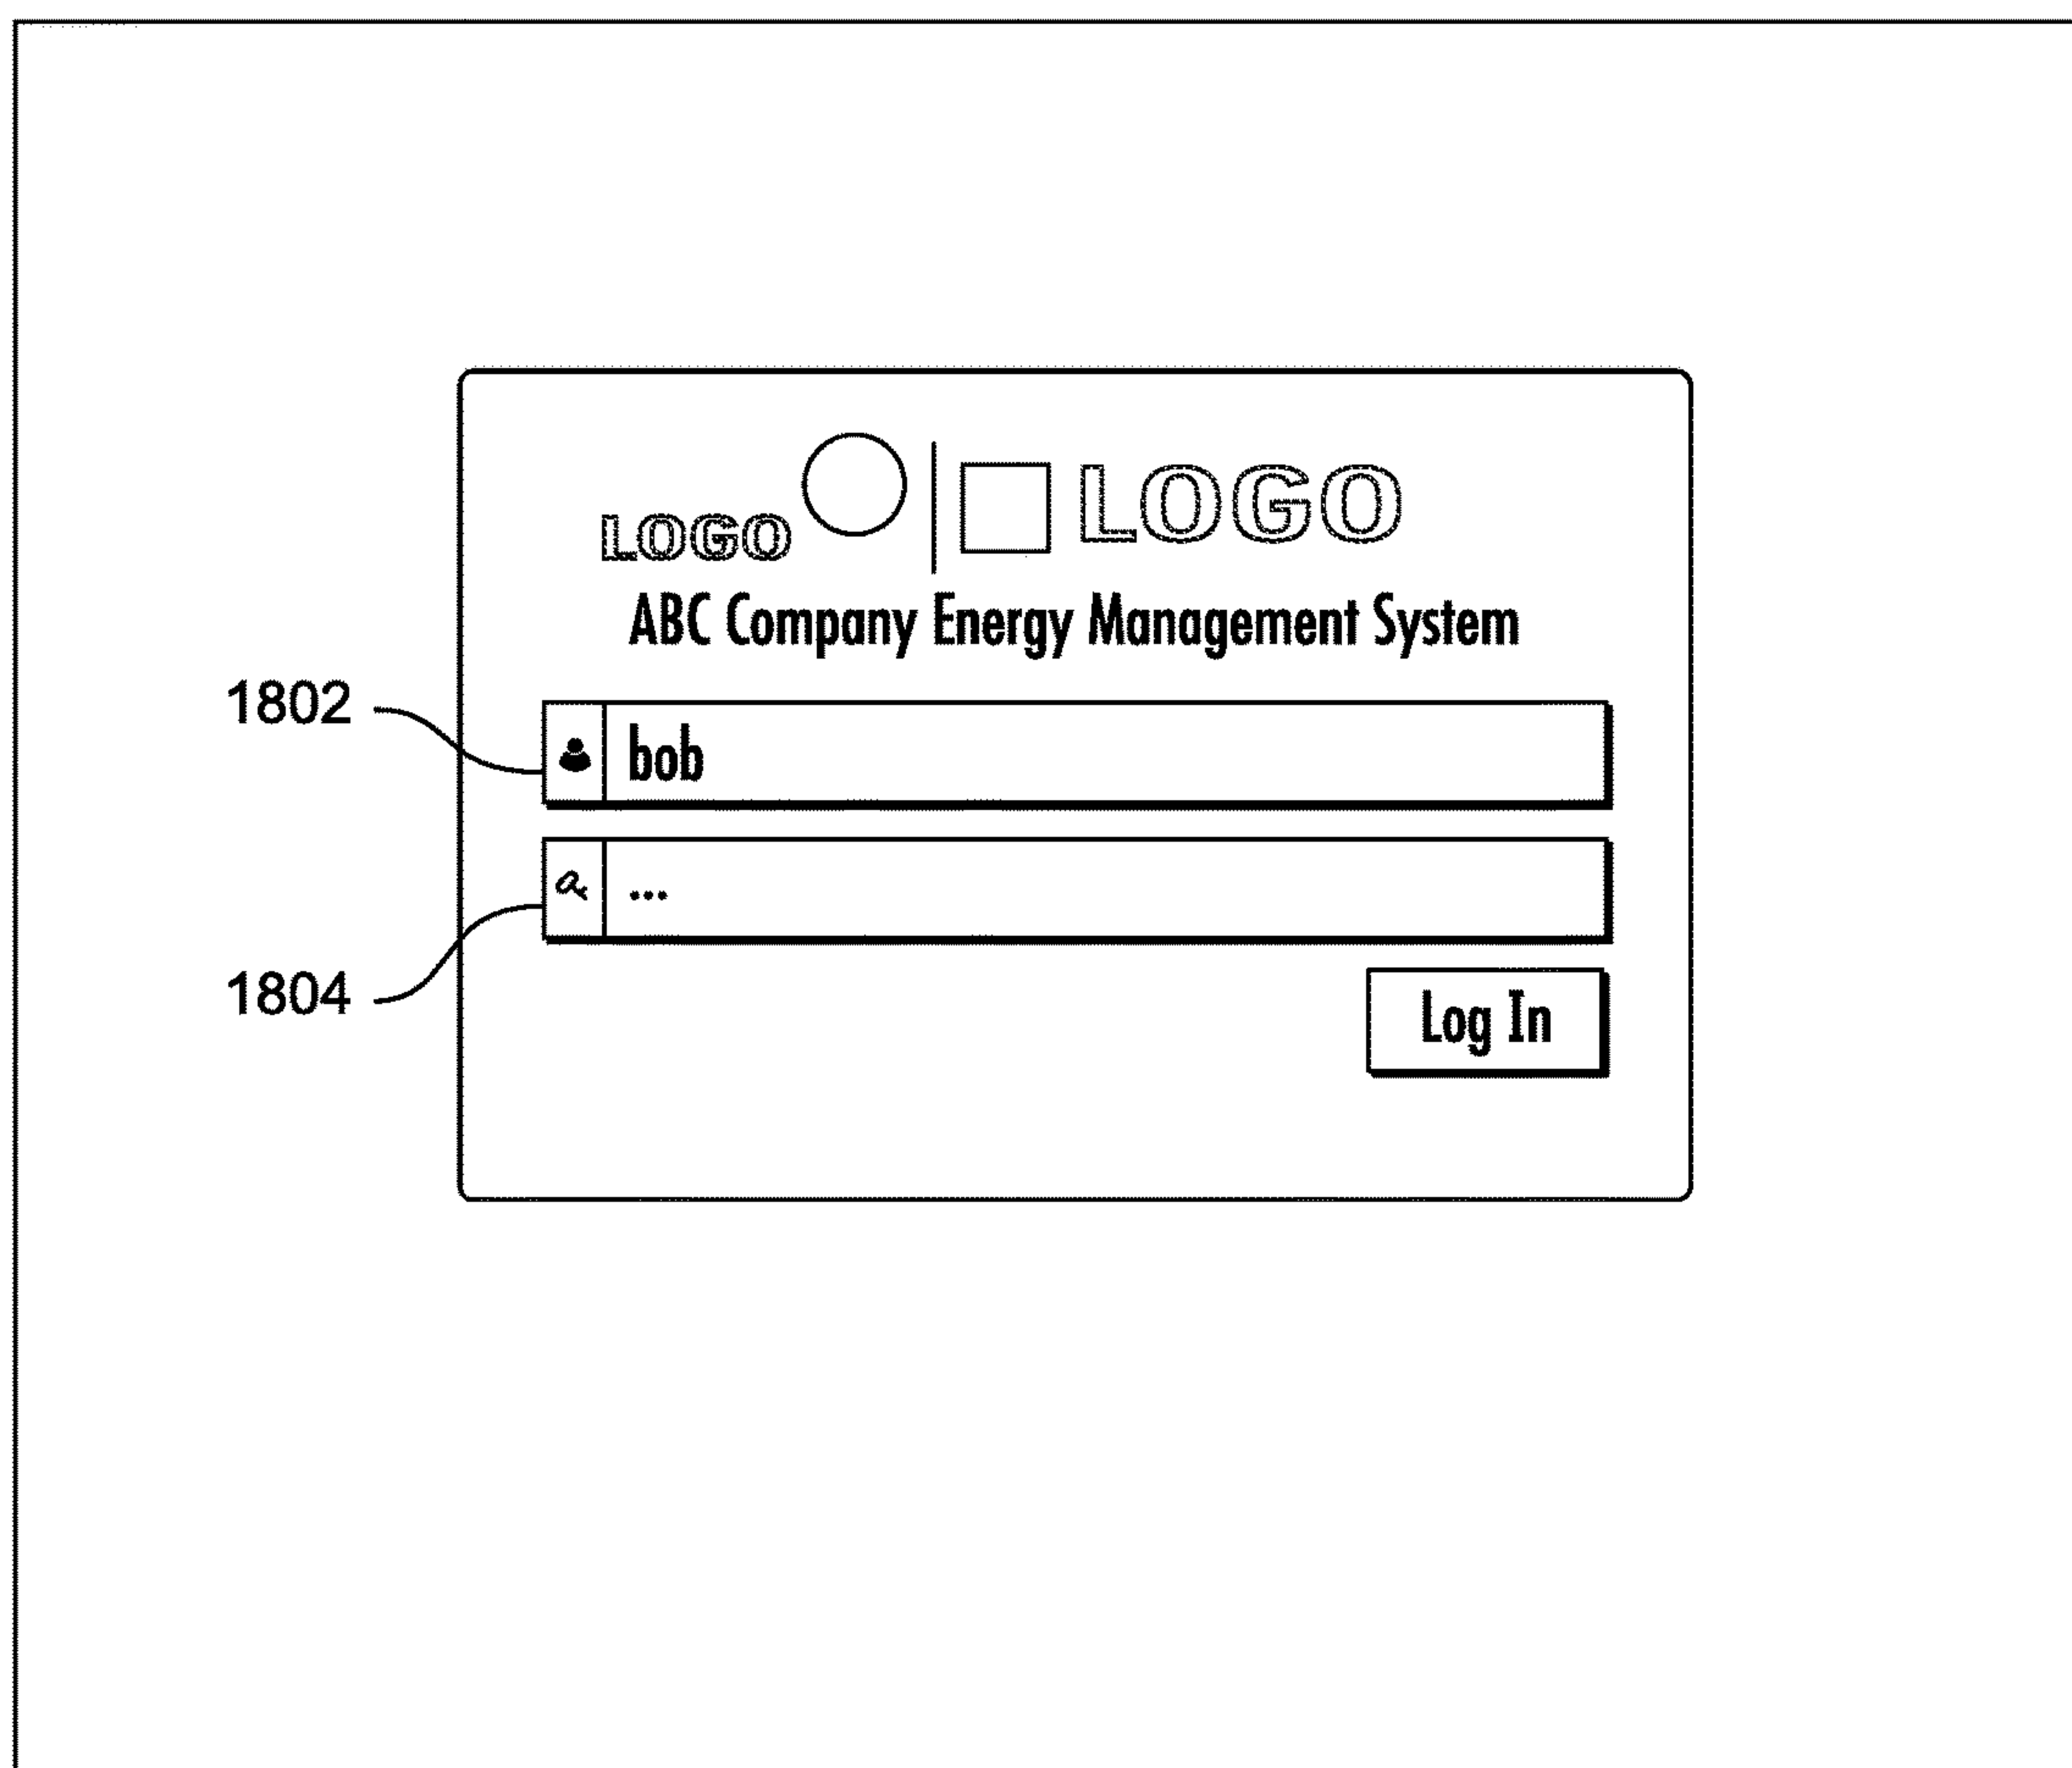 LOGO LOGO
ABC Company Energy Management System
1802
bob
...
1804
Log In